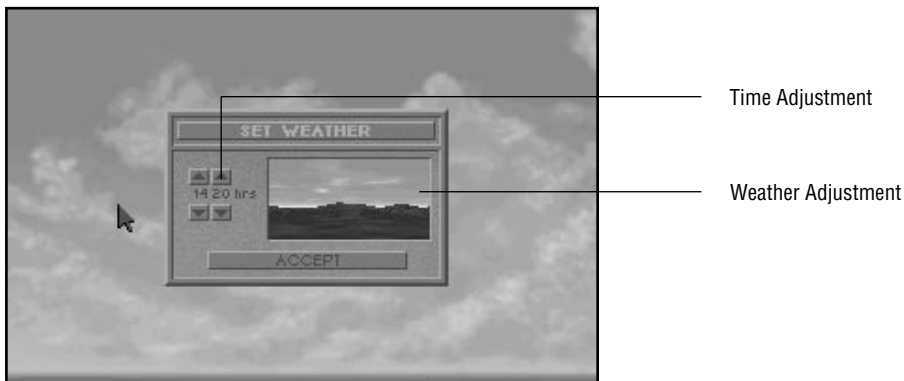 SET WEATHER
14 20 hrs
ACCEPT
Time Adjustment
Weather Adjustment